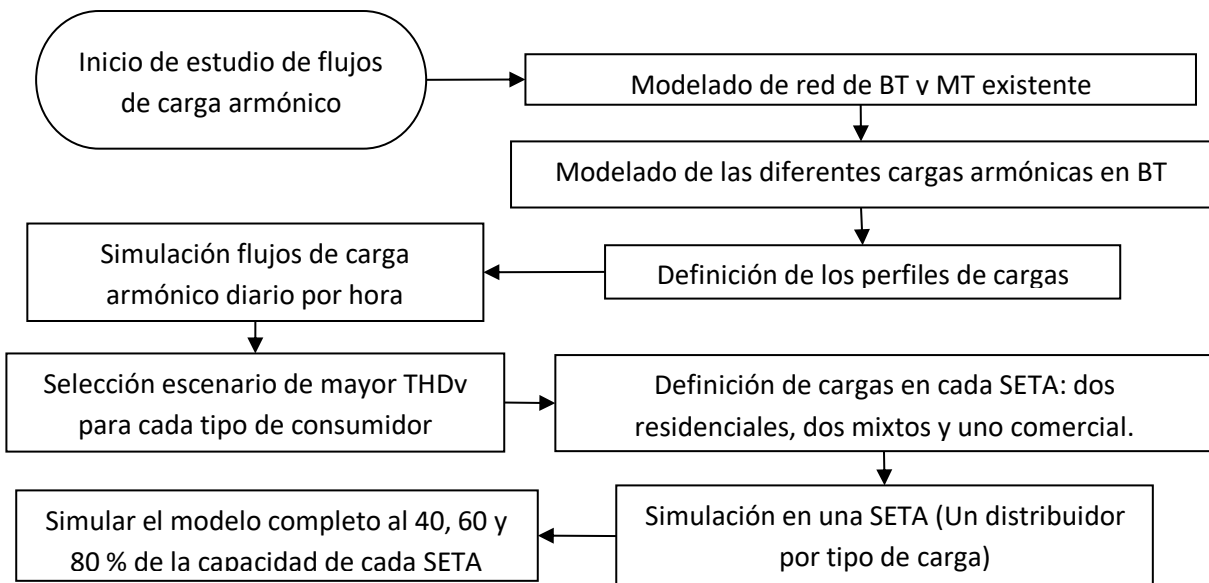 Inicio de estudio de flujos
de carga armónico
Modelado de red de BT y MT existente
Modelado de las diferentes cargas armónicas en BT
Definición de los perfiles de cargas
Simulación flujos de carga
armónico diario por hora
Selección escenario de mayor THDv
para cada tipo de consumidor
Definición de cargas en cada SETA: dos
residenciales, dos mixtos y uno comercial.
Simulación en una SETA (Un distribuidor
por tipo de carga)
Simular el modelo completo al 40, 60 y
80 % de la capacidad de cada SETA